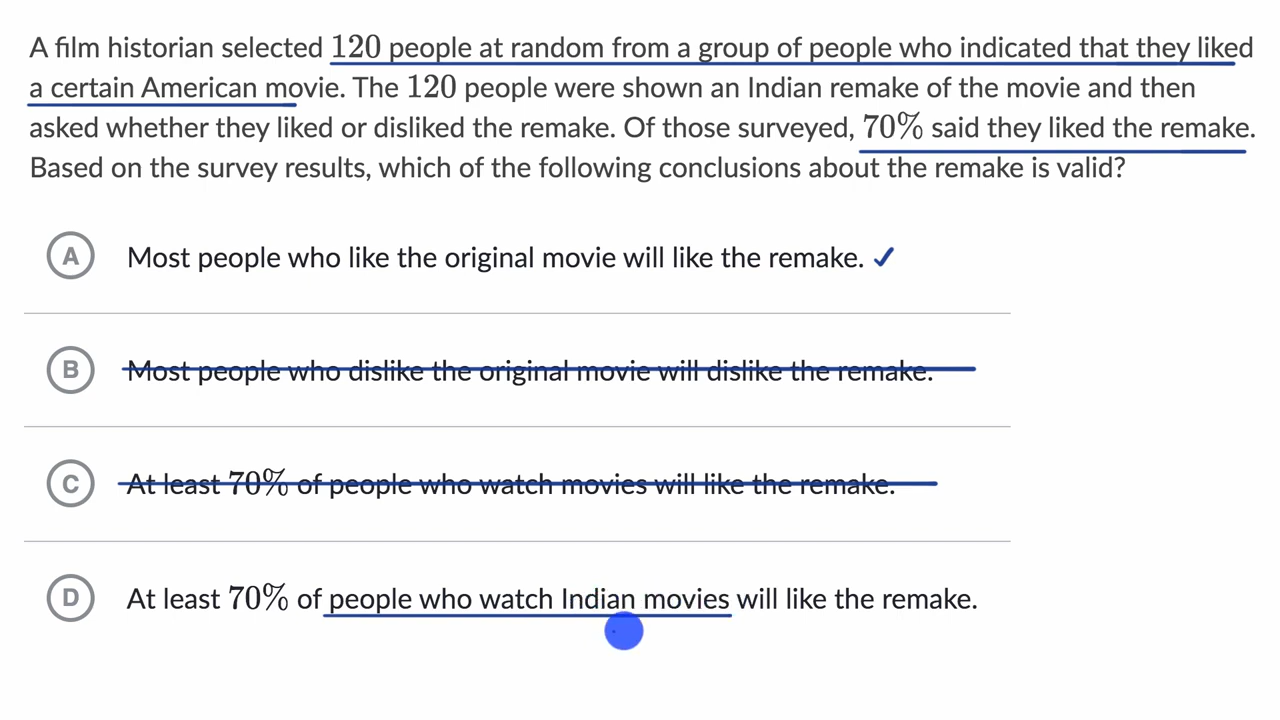 A film historian selected 120 people at random from a group of people who indicated that they liked
a certain American movie. The 120 people were shown an Indian remake of the movie and then
asked whether they liked or disliked the remake. Of those surveyed, 70% said they liked the remake.
Based on the survey results, which of the following conclusions about the remake is valid?
A Most people who like the original movie will like the remake. ✓
B Most people who dislike the original movie will dislike the remake.
C At least 70% of people who watch movies will like the remake.
D At least 70% of people who watch Indian movies will like the remake.